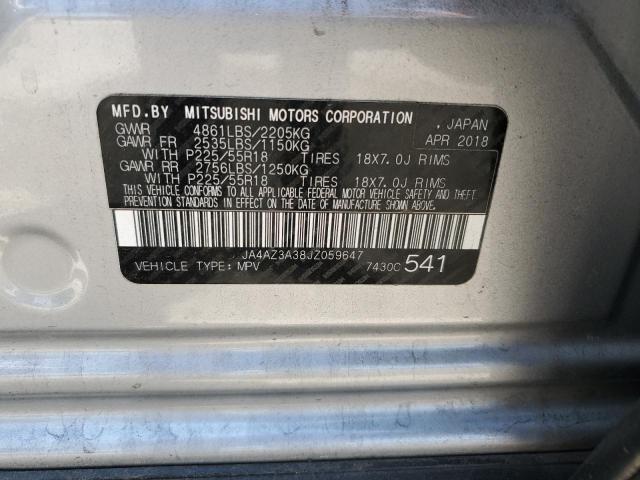 MFD.BY MITSUBISHI MOTORS CORPORATION
GVWR 4861LBS/2205KG . JAPAN
GAWR FR 2535LBS/1150KG APR 2018
WITH P225/55R18 TIRES 18X7.0J RIMS
GAWR RR 2756LBS/1250KG
WITH P225/55R18 TIRES 18X7.0J RIMS
THIS VEHICLE CONFORMS TO ALL APPLICABLE FEDERAL MOTOR VEHICLE SAFETY AND THEFT
PREVENTION STANDARDS IN EFFECT ON THE DATE OF MANUFACTURE SHOWN ABOVE.
JA4AZ3A38JZ059647
VEHICLE TYPE: MPV 7430C 541